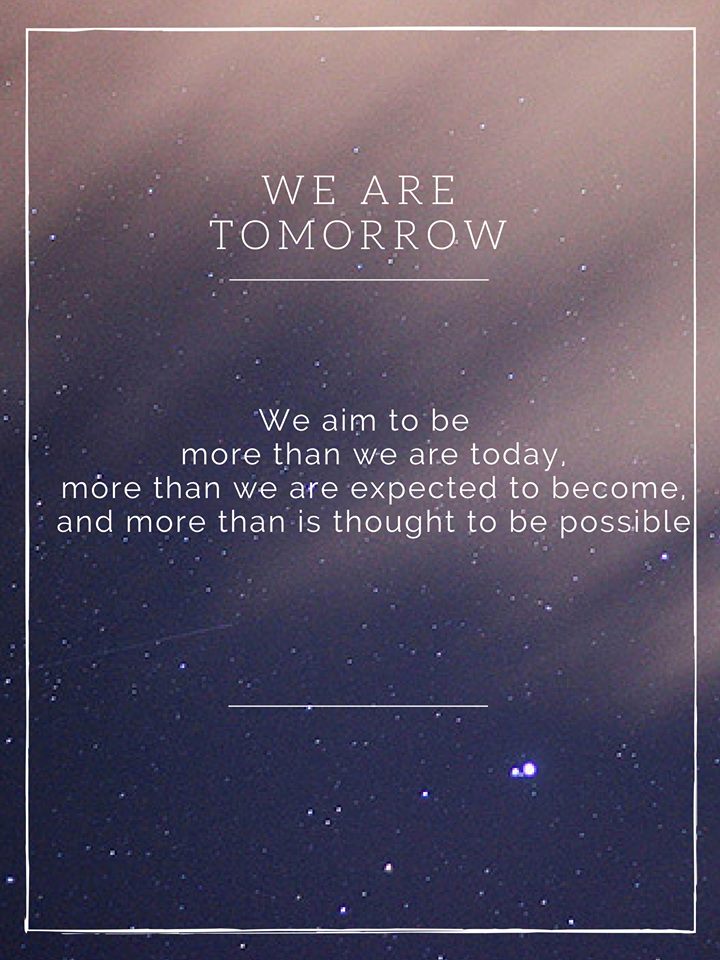 WE ARE
TOMORROW
We aim to be
more than we are today,
more than we are expected to become,
and more than is thought to be possible